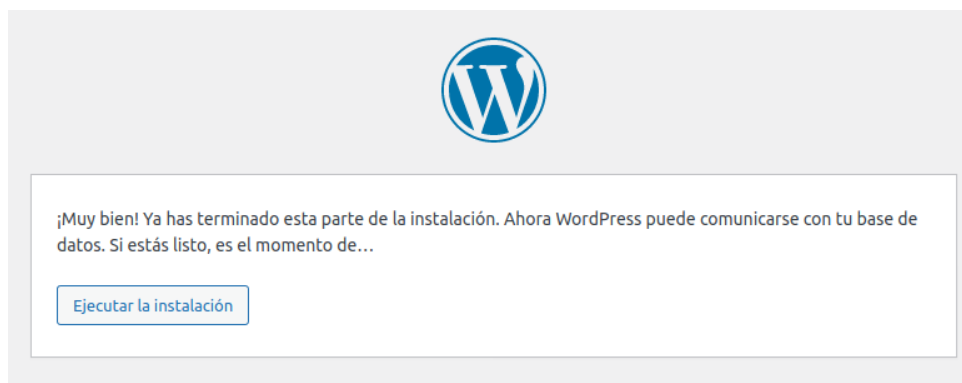 ¡Muy bien! Ya has terminado esta parte de la instalación. Ahora WordPress puede comunicarse con tu base de
datos. Si estás listo, es el momento de…
Ejecutar la instalación